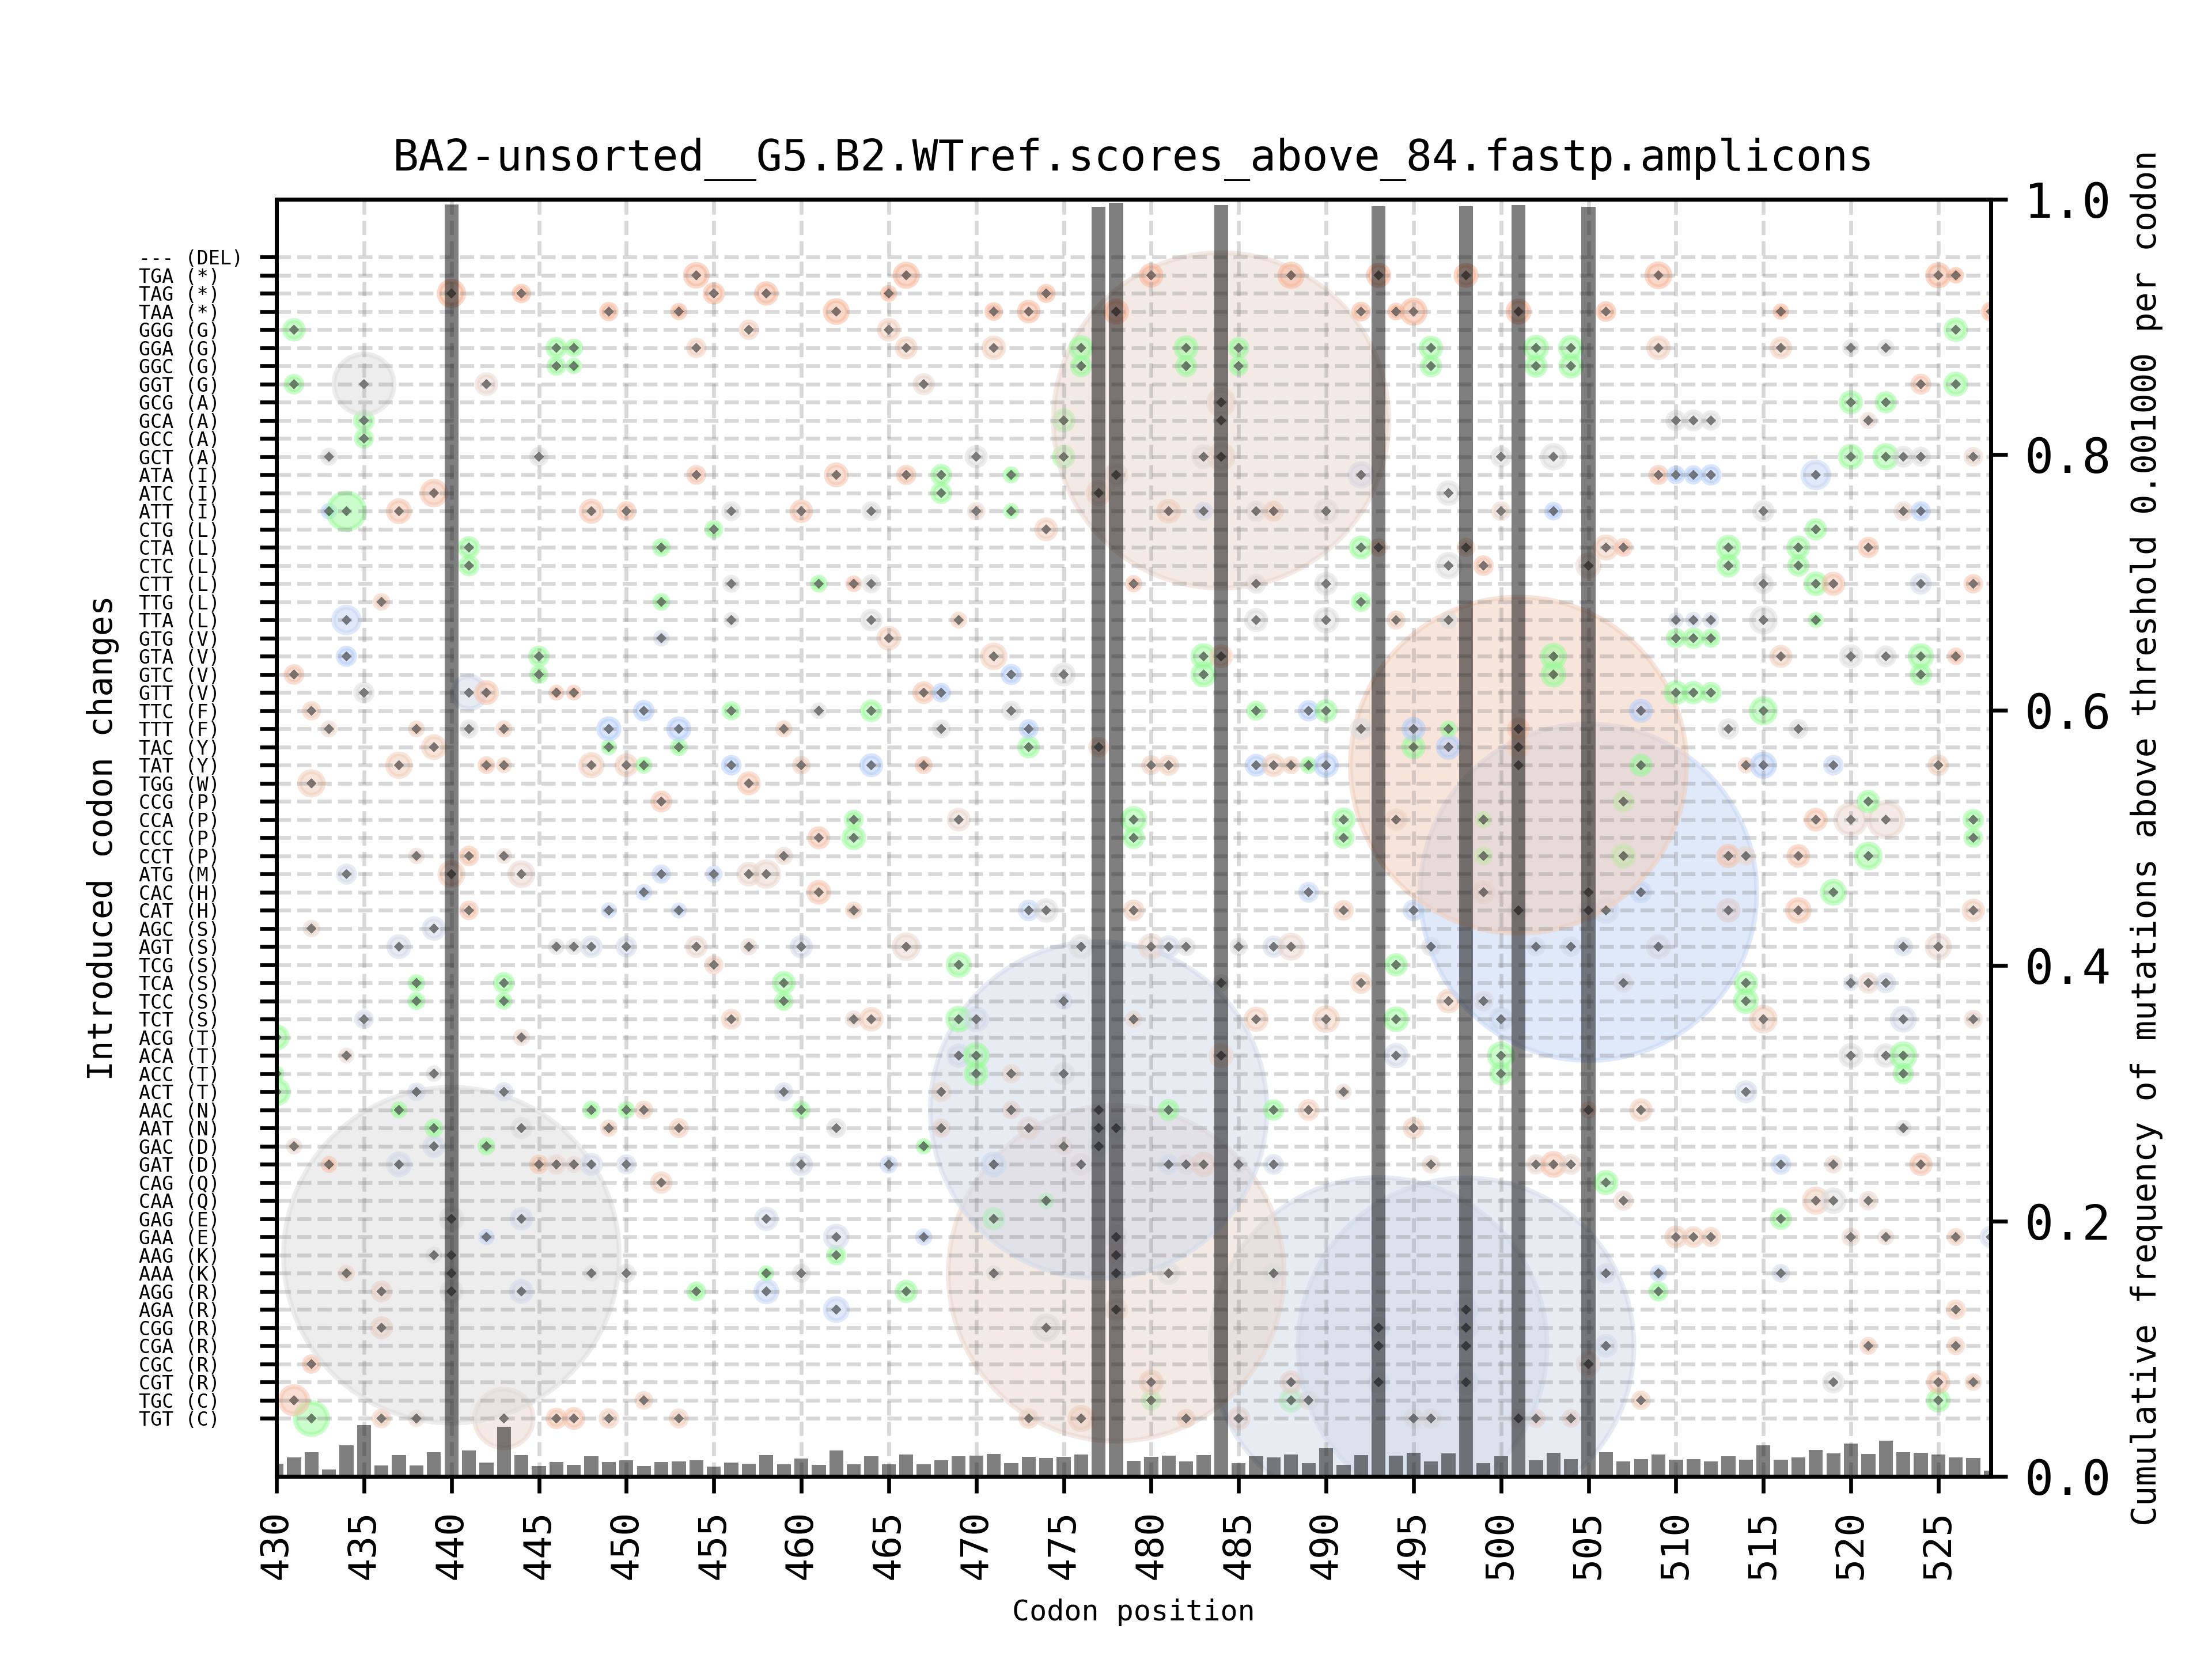 BA2-unsorted__G5.B2.WTref.scores_above_84.fastp.amplicons
Introduced codon changes
--- (DEL)
TGA (*)
TAG (*)
TAA (*)
GGG (G)
GGA (G)
GGC (G)
GGT (G)
GCG (A)
GCA (A)
GCC (A)
GCT (A)
ATA (I)
ATC (I)
ATT (I)
CTG (L)
CTA (L)
CTC (L)
CTT (L)
TTG (L)
TTA (L)
GTG (V)
GTA (V)
GTC (V)
GTT (V)
TTC (F)
TTT (F)
TAC (Y)
TAT (Y)
TGG (W)
CCG (P)
CCA (P)
CCC (P)
CCT (P)
ATG (M)
CAC (H)
CAT (H)
AGC (S)
AGT (S)
TCG (S)
TCA (S)
TCC (S)
TCT (S)
ACG (T)
ACA (T)
ACC (T)
ACT (T)
AAC (N)
AAT (N)
GAC (D)
GAT (D)
CAG (Q)
CAA (Q)
GAG (E)
GAA (E)
AAG (K)
AAA (K)
AGG (R)
AGA (R)
CGG (R)
CGA (R)
CGC (R)
CGT (R)
TGC (C)
TGT (C)
1.0
0.8
0.6
0.4
0.2
0.0
Cumulative frequency of mutations above threshold 0.001000 per codon
430 435 440 445 450 455 460 465 470 475 480 485 490 495 500 505 510 515 520 525
Codon position